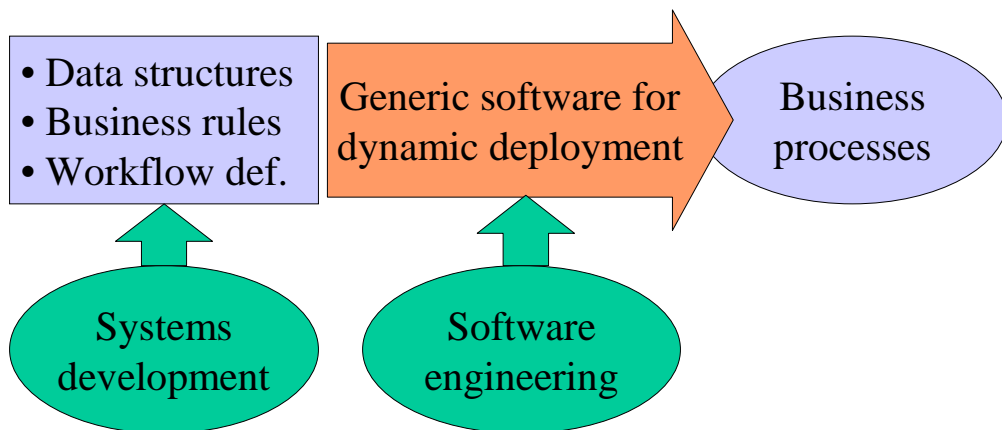 • Data structures
• Business rules
• Workflow def.
Generic software for
dynamic deployment
Business
processes
Systems
development
Software
engineering